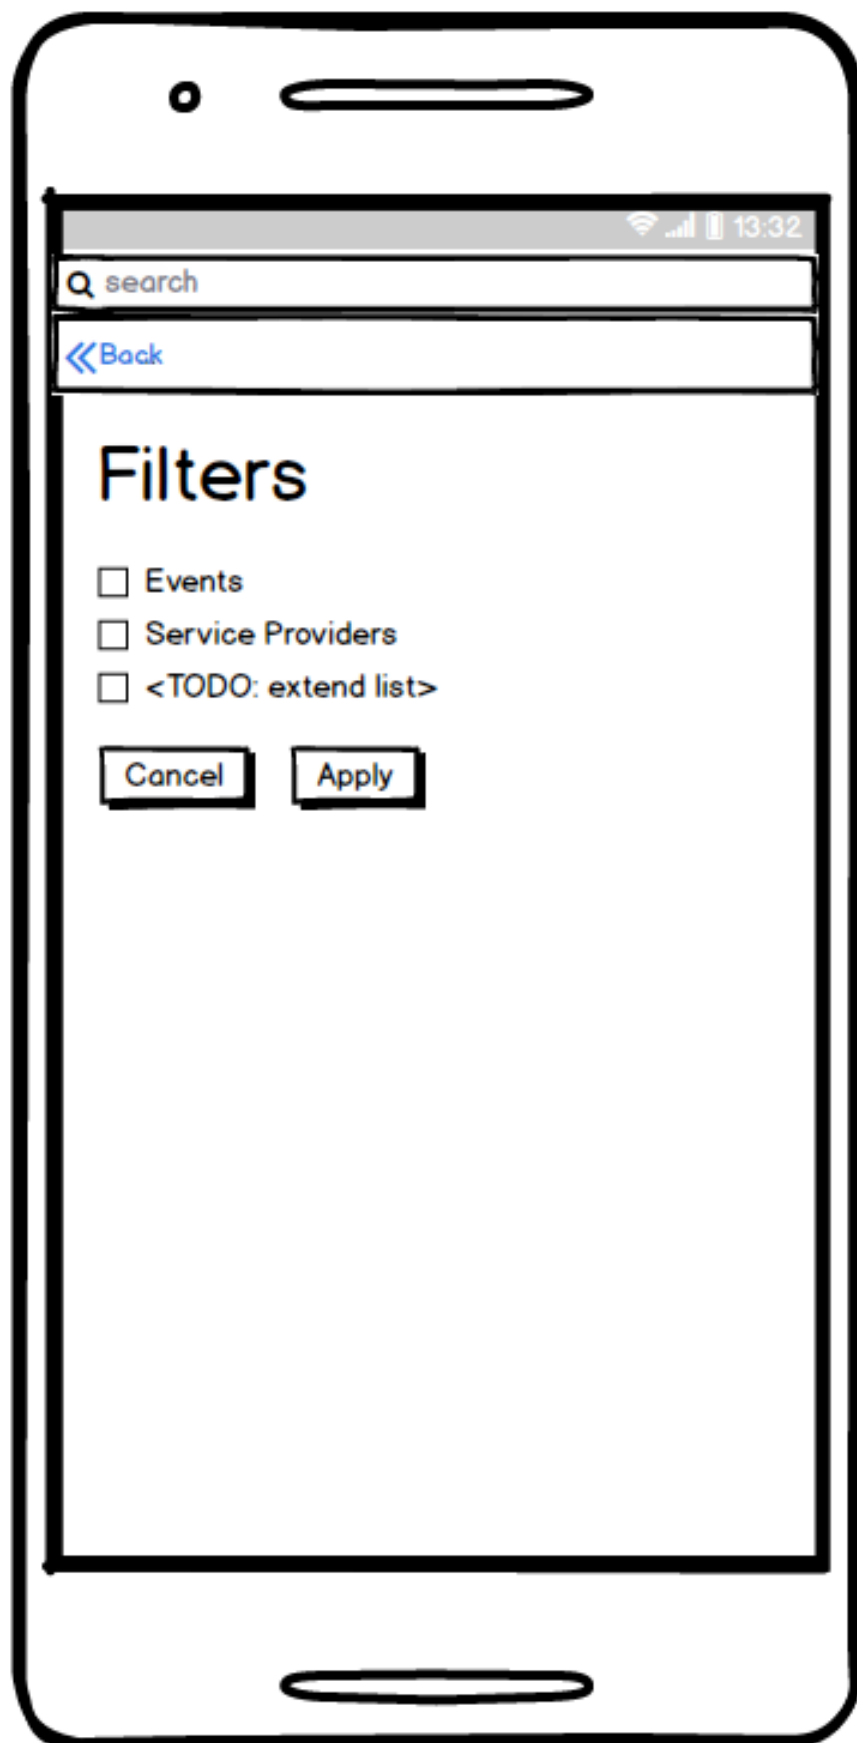 13:32
search
Back
Filters
Events
Service Providers
<TODO: extend list>
Cancel Apply